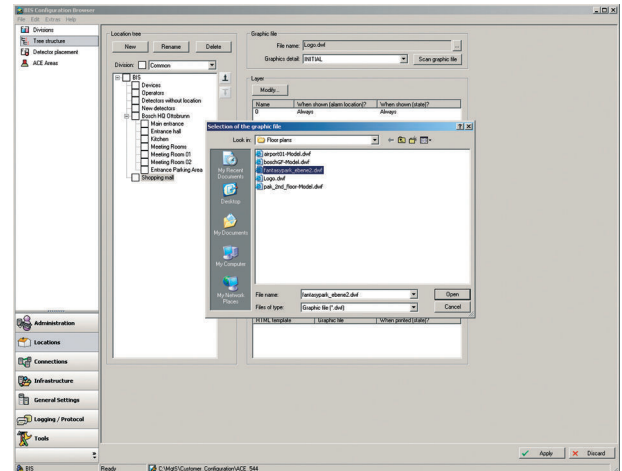 BIS Configuration Browser
File Edit Extras Help
Divisions
Tree structure
Detector placement
ACE Areas
Administration
Locations
Connections
Infrastructure
General Settings
Logging / Protocol
Tools
Location tree
New Rename Delete
Division: Common
BIS
Devices
Operators
Detectors without location
New detectors
Bosch HQ Ottobrunn
Main entrance
Entrance hall
Kitchen
Meeting Rooms
Meeting Room 01
Meeting Room 02
Entrance Parking Area
Shopping mall
Graphic file
File name: Logo.dwf ...
Graphics detail: INITIAL Scan graphic file
Layer
Modify...
Name When shown (alarm location)? When shown (state)?
0 Always Always
Selection of the graphic file
Look in: Floor plans
My Recent Documents
Desktop
My Documents
My Computer
My Network Places
airport01-Model.dwf
boschGF-Model.dwf
fantasypark_ebene2.dwf
Logo.dwf
pak_2nd_floor-Model.dwf
File name: fantasypark_ebene2.dwf Open
Files of type: Graphic file (*.dwf) Cancel
HTML template Graphic file When printed (state)?
Apply Discard
BIS Ready C:\MgtS\Customer_Configuration\ACE_544